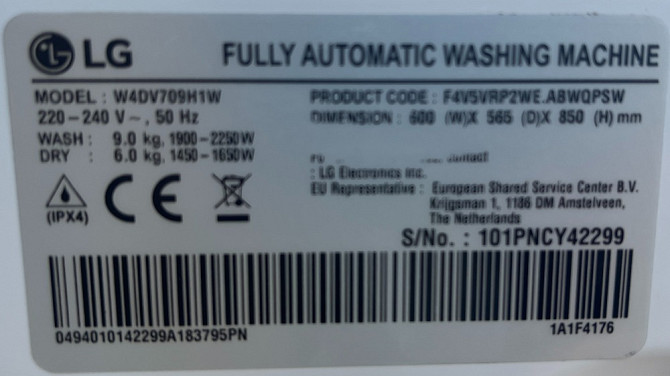 LG FULLY AUTOMATIC WASHING MACHINE
MODEL : W4DV709H1W PRODUCT CODE : F4V5VRP2WE.ABWQPSW
220-240 V~, 50 Hz DIMENSION : 600 (W)X 565 (D)X 850 (H) mm
WASH : 9.0 kg, 1900-2250W
DRY : 6.0 kg, 1450-1650W
contact
: LG Electronics Inc.
EU Representative : European Shared Service Center B.V.
Krijgsman 1, 1186 DM Amstelveen,
The Netherlands
(IPX4) CE
S/No. : 101PNCY42299
0494010142299A183795PN 1A1F4176